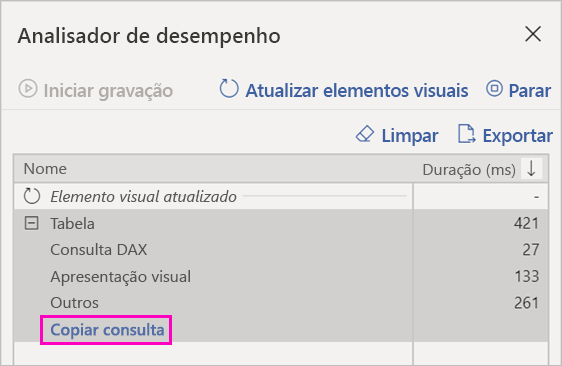 Analisador de desempenho
Iniciar gravação Atualizar elementos visuais Parar
Limpar Exportar
Nome Duração (ms) ↓
Elemento visual atualizado -
Tabela 421
Consulta DAX 27
Apresentação visual 133
Outros 261
Copiar consulta